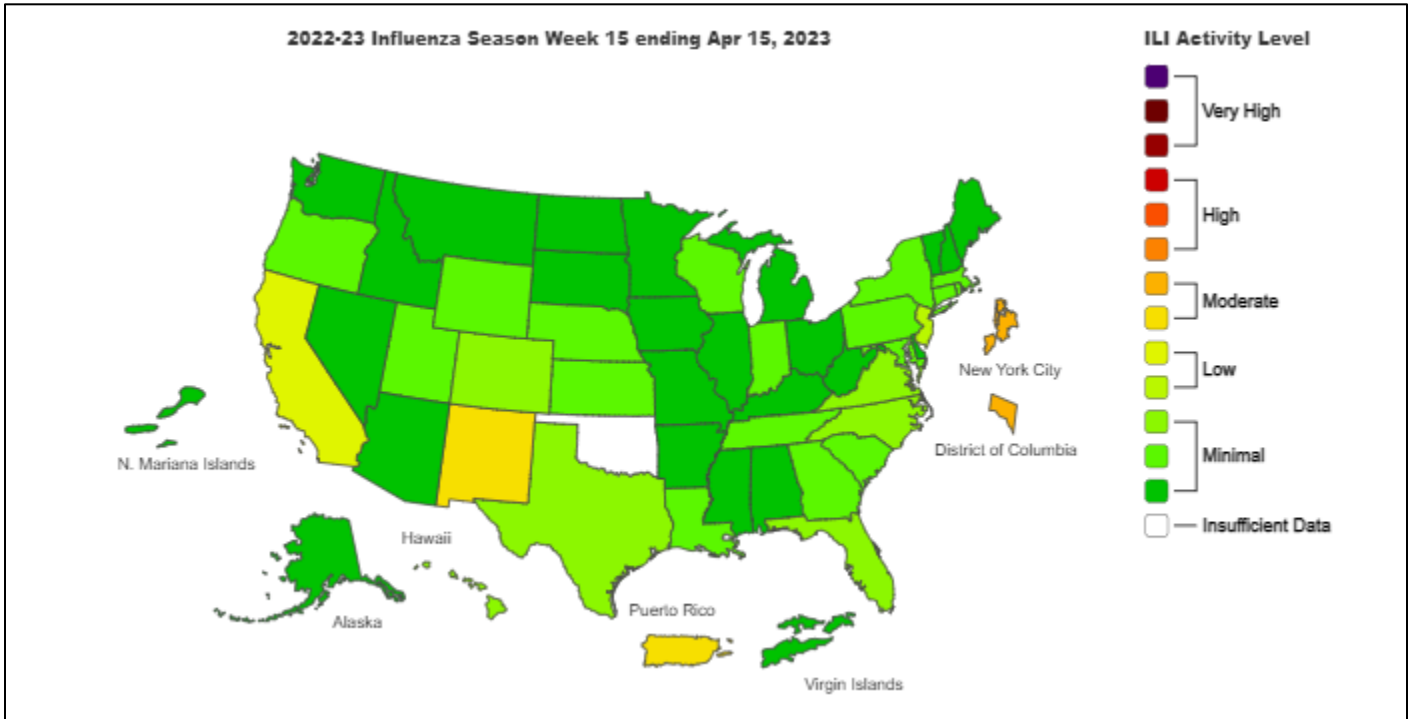 2022-23 Influenza Season Week 15 ending Apr 15, 2023
ILI Activity Level
Very High
High
Moderate
Low
Minimal
Insufficient Data
New York City
District of Columbia
N. Mariana Islands
Hawaii
Alaska
Puerto Rico
Virgin Islands